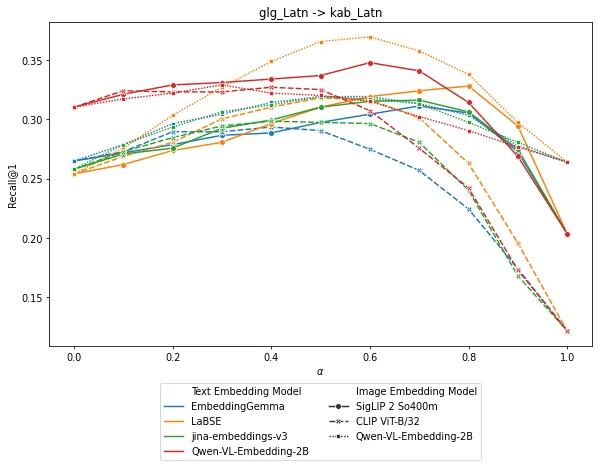 glg_Latn -> kab_Latn
Recall@1
0.35
0.30
0.25
0.20
0.15
0.0 0.2 0.4 0.6 0.8 1.0
α
Text Embedding Model
EmbeddingGemma
LaBSE
jina-embeddings-v3
Qwen-VL-Embedding-2B
Image Embedding Model
SigLIP 2 So400m
CLIP ViT-B/32
Qwen-VL-Embedding-2B